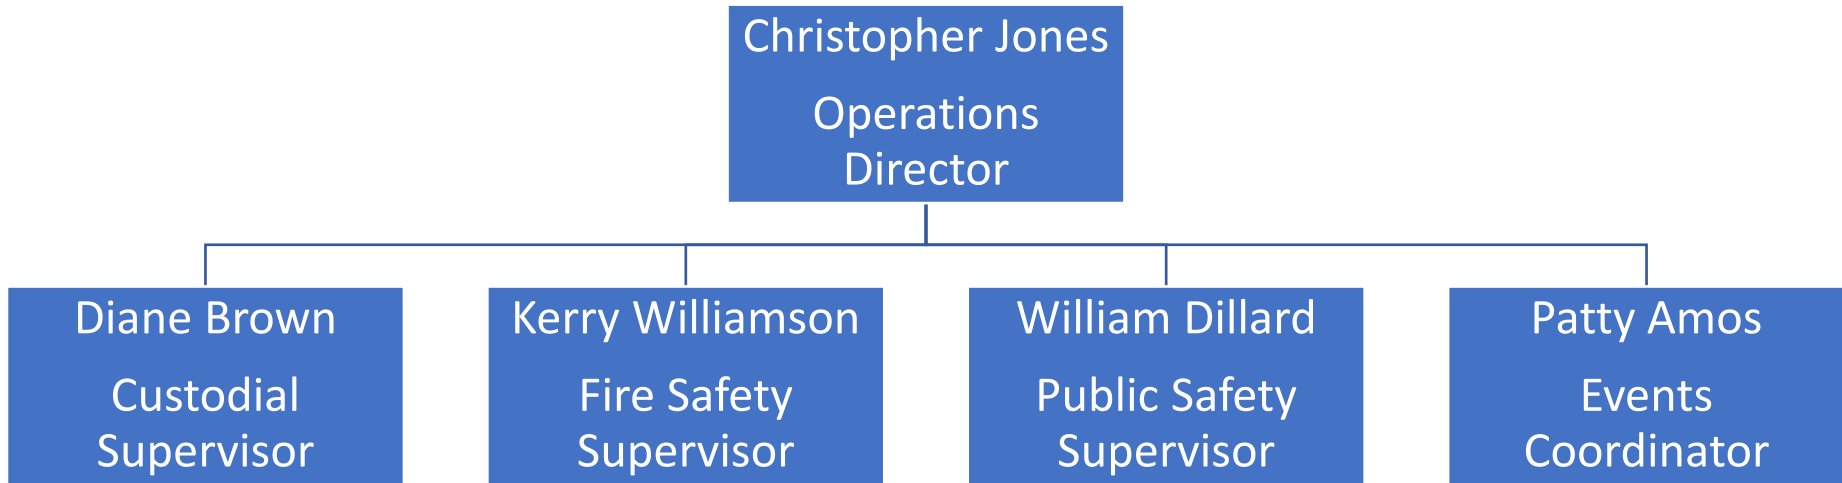 Christopher Jones
Operations
Director
Diane Brown
Custodial
Supervisor
Kerry Williamson
Fire Safety
Supervisor
William Dillard
Public Safety
Supervisor
Patty Amos
Events
Coordinator